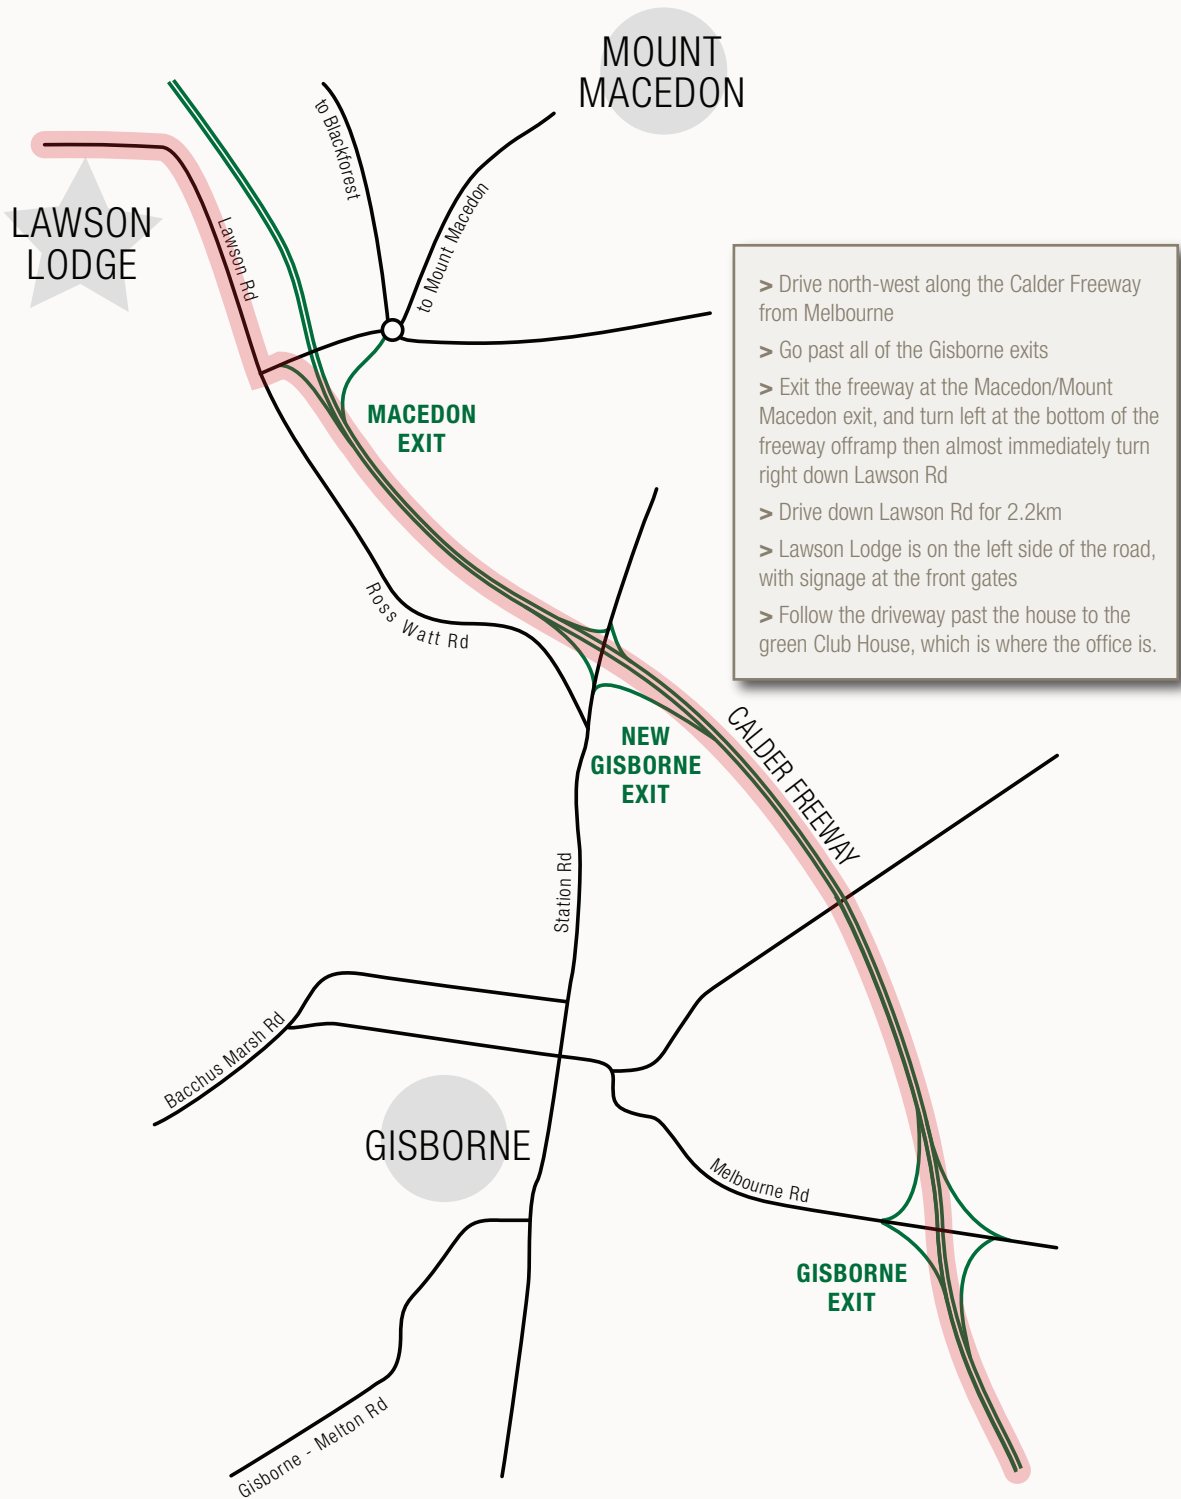 MOUNT
MACEDON
to Blackforest
to Mount Macedon
LAWSON
LODGE
Lawson Rd
> Drive north-west along the Calder Freeway
from Melbourne
> Go past all of the Gisborne exits
> Exit the freeway at the Macedon/Mount
Macedon exit, and turn left at the bottom of the
freeway offramp then almost immediately turn
right down Lawson Rd
> Drive down Lawson Rd for 2.2km
> Lawson Lodge is on the left side of the road,
with signage at the front gates
> Follow the driveway past the house to the
green Club House, which is where the office is.
MACEDON
EXIT
Ross Watt Rd
NEW
GISBORNE
EXIT
CALDER FREEWAY
Station Rd
Bacchus Marsh Rd
GISBORNE
Melbourne Rd
GISBORNE
EXIT
Gisborne - Melton Rd